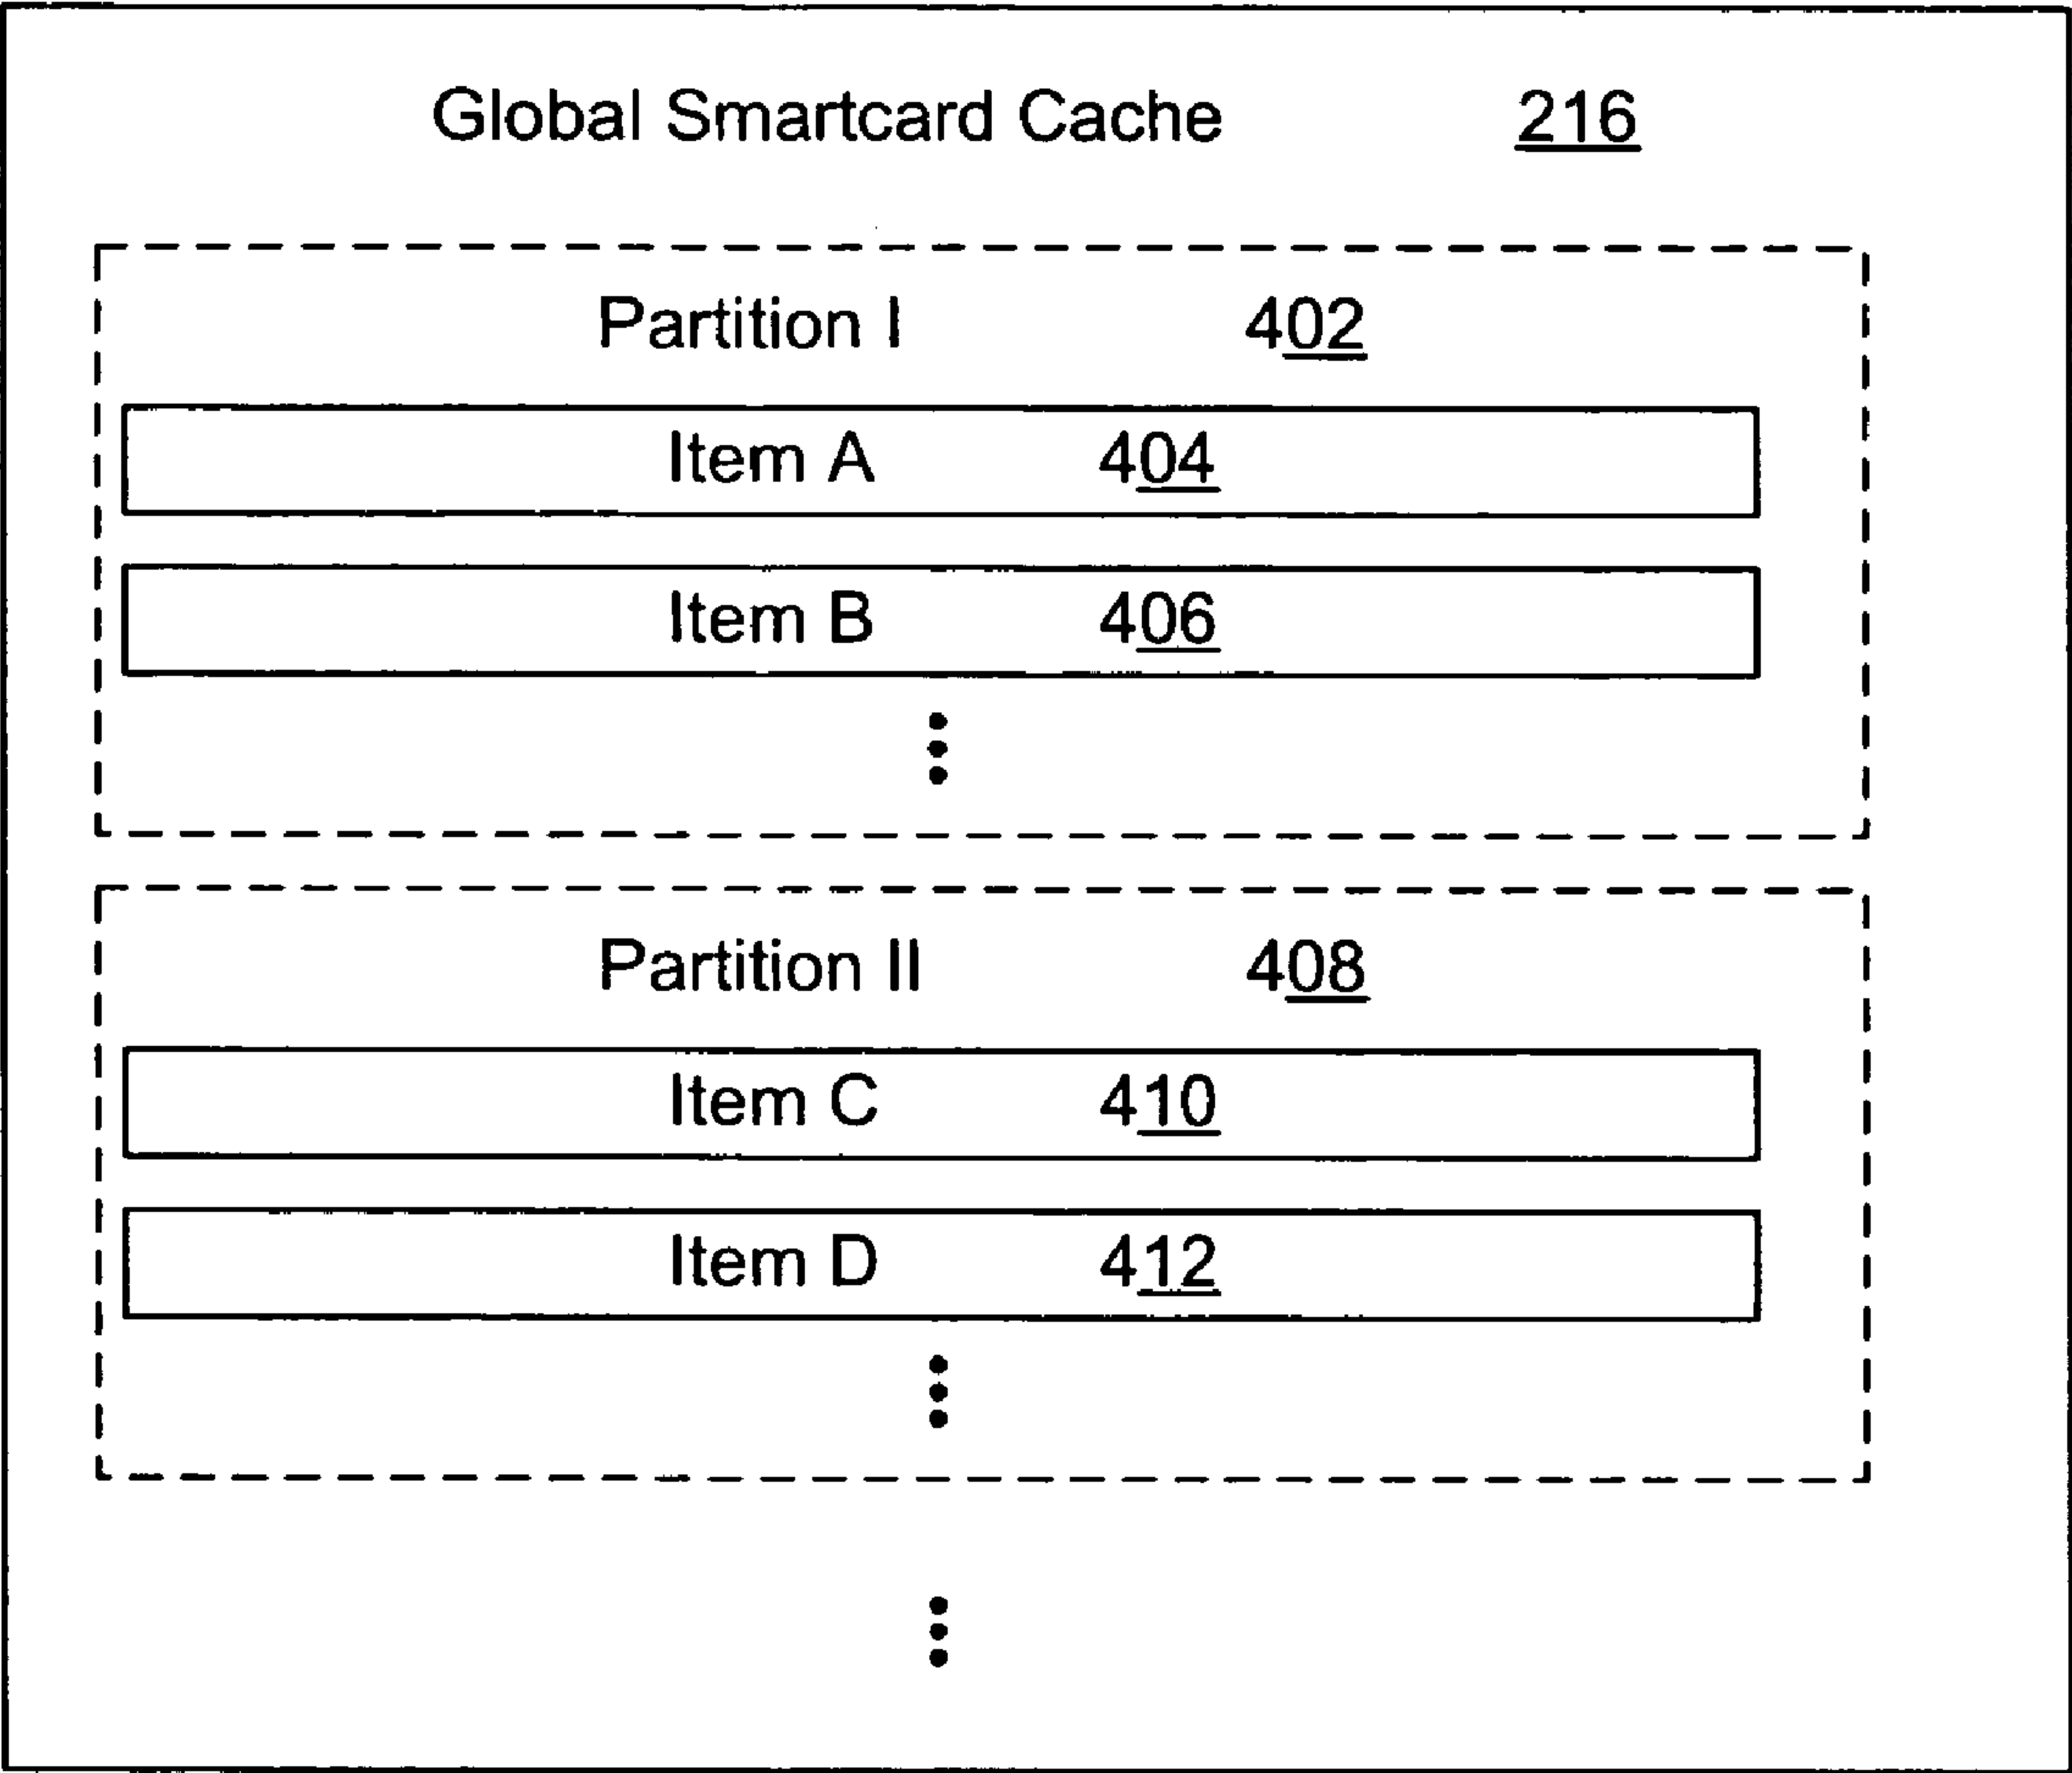 Global Smartcard Cache 216
Partition I 402
Item A 404
Item B 406
Partition II 408
Item C 410
Item D 412